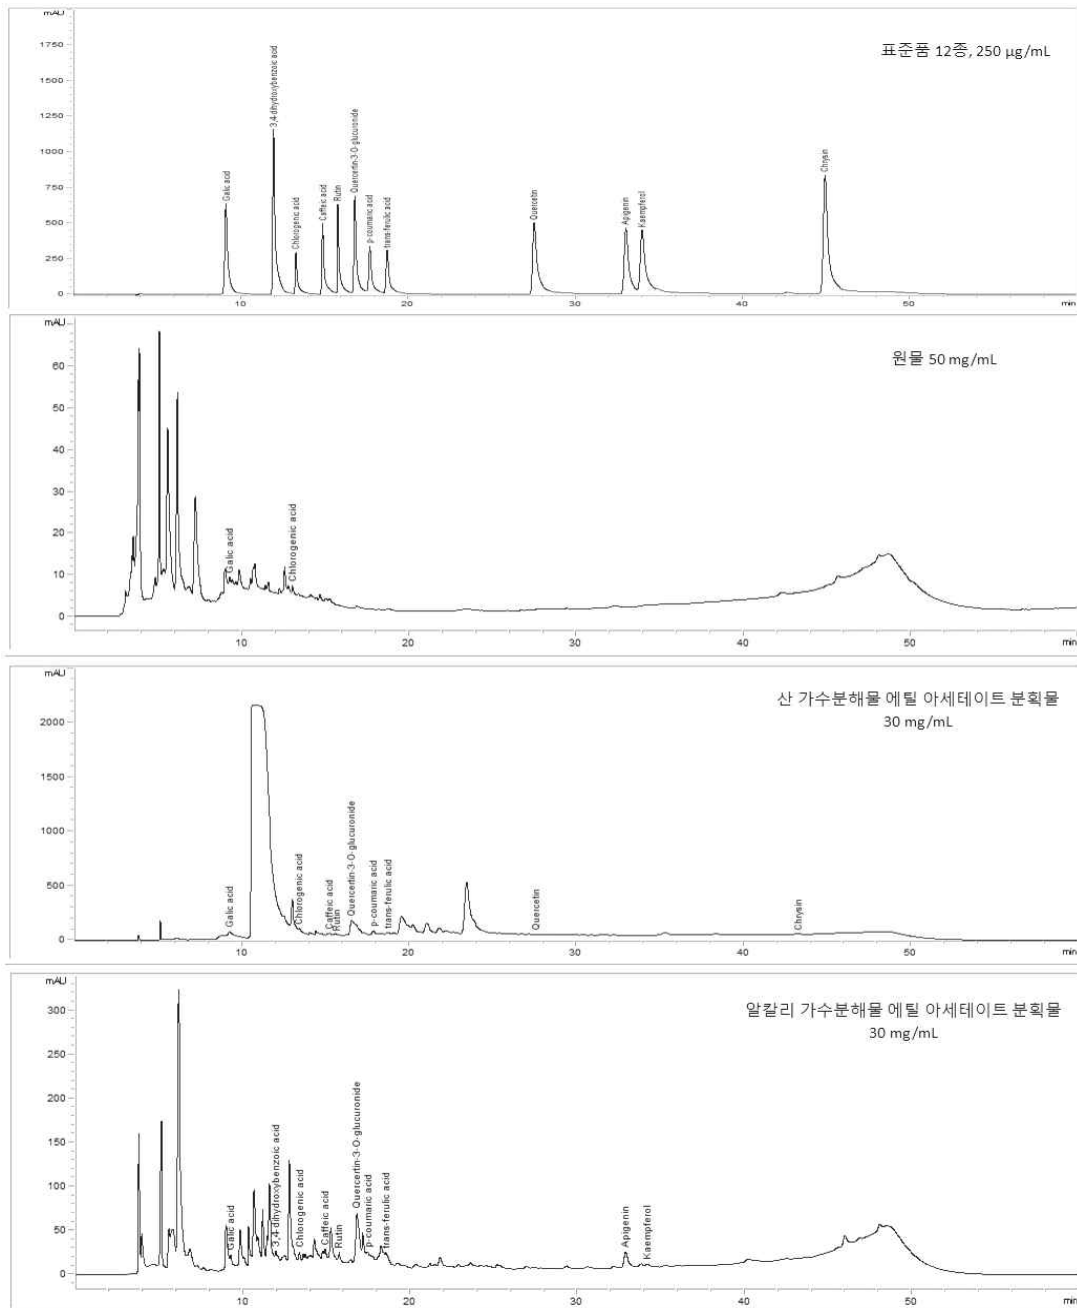 mAU
표준품 12종, 250 µg/mL
1750
1500
1250
1000
750
500
250
0
Galic acid
3,4-dihydroxybenzoic acid
Chlorogenic acid
Caffeic acid
Rutin
Quercertin-3-O-glucuronide
p-coumaric acid
trans-ferulic acid
Quercetin
Apigenin
Kaempferol
Chrysin
10
20
30
40
50
min
mAU
원물 50 mg/mL
60
50
40
30
20
10
0
Galic acid
Chlorogenic acid
10
20
30
40
50
min
mAU
산 가수분해물 에틸 아세테이트 분획물
30 mg/mL
2000
1500
1000
500
0
Galic acid
Chlorogenic acid
Caffeic acid
Rutin
Quercertin-3-O-glucuronide
p-coumaric acid
trans-ferulic acid
Quercetin
Chrysin
10
20
30
40
50
min
mAU
알칼리 가수분해물 에틸 아세테이트 분획물
30 mg/mL
300
250
200
150
100
50
0
Galic acid
3,4-dihydroxybenzoic acid
Chlorogenic acid
Caffeic acid
Rutin
Quercertin-3-O-glucuronide
p-coumaric acid
trans-ferulic acid
Apigenin
Kaempferol
10
20
30
40
50
min